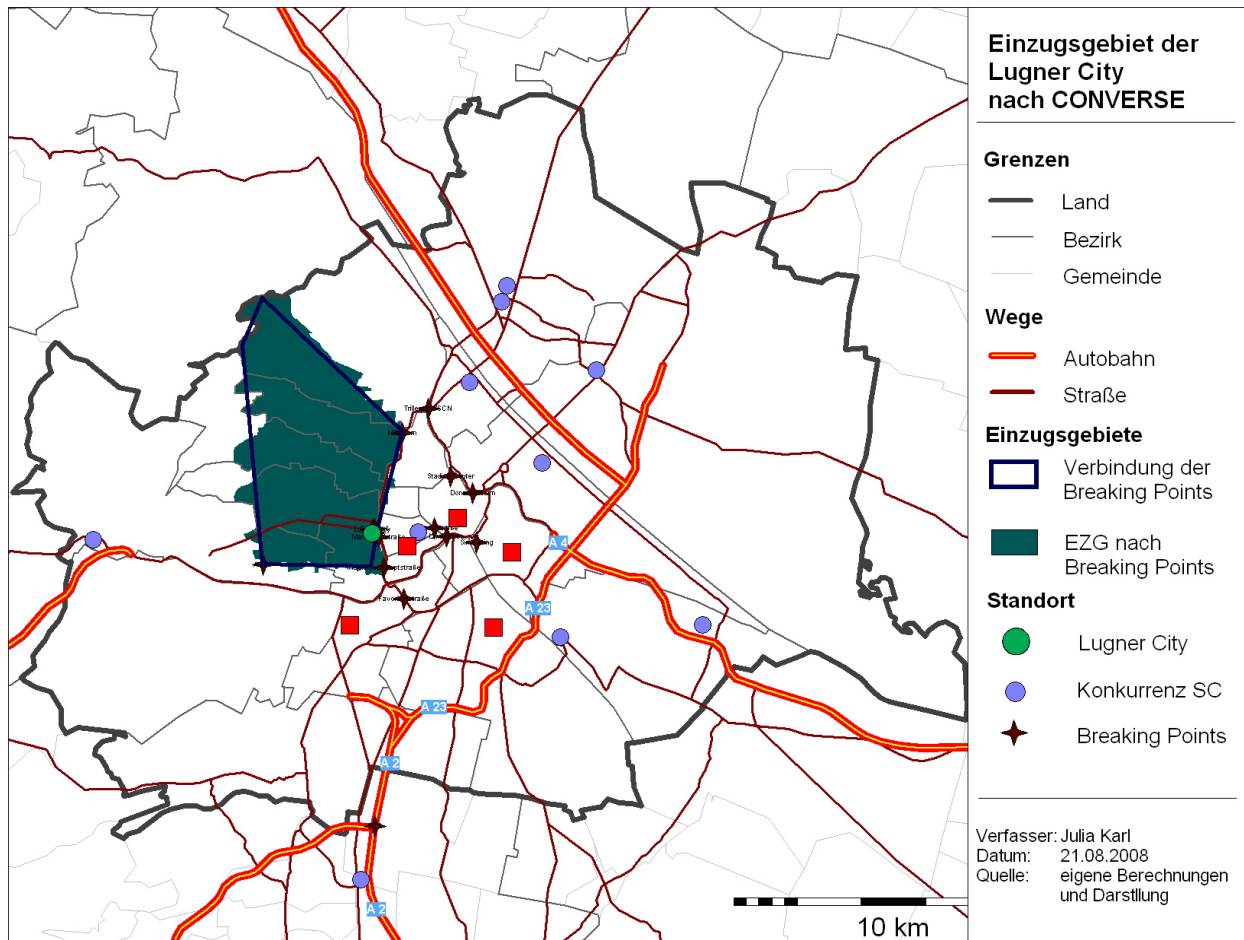 Einzugsgebiet der
Lugner City
nach CONVERSE
Grenzen
Land
Bezirk
Gemeinde
Wege
Autobahn
Straße
Einzugsgebiete
Verbindung der
Breaking Points
EZG nach
Breaking Points
Standort
Lugner City
Konkurrenz SC
Breaking Points
Verfasser: Julia Karl
Datum: 21.08.2008
Quelle: eigene Berechnungen
und Darstllung
A 4
A 23
A 23
A 2
A 2
10 km